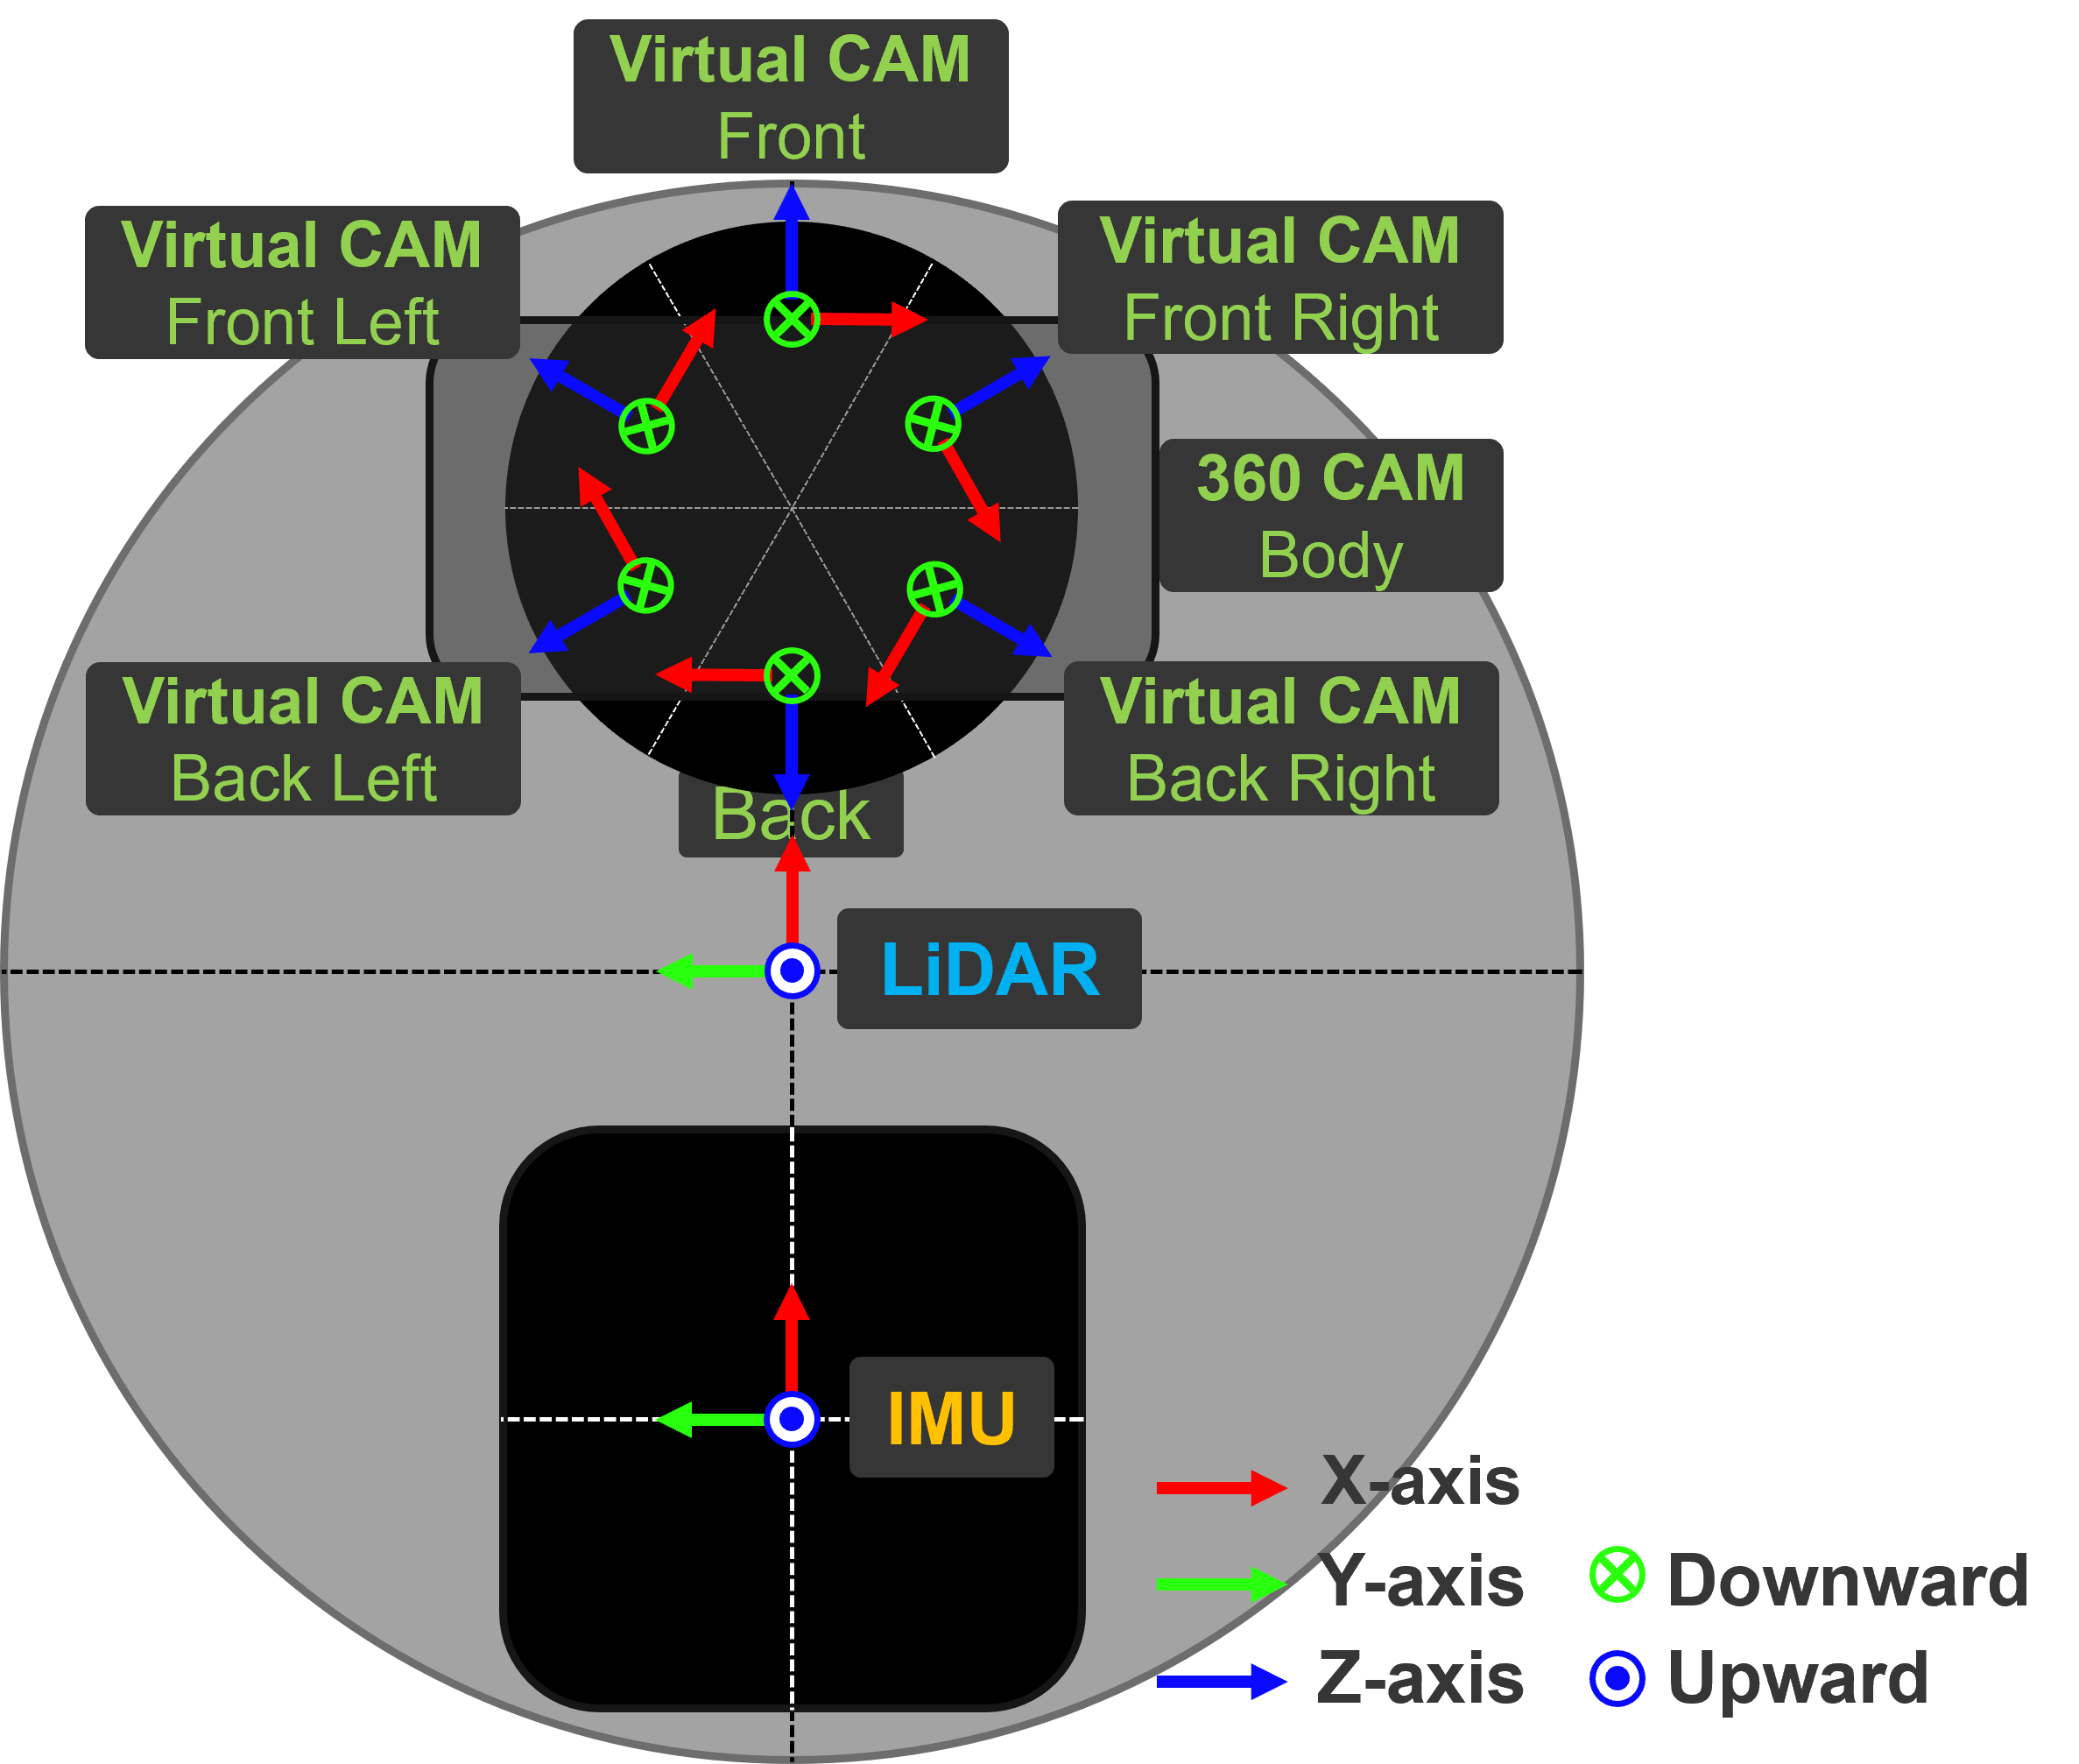 Virtual CAM
Front
Virtual CAM
Front Left
Virtual CAM
Front Right
360 CAM
Body
Virtual CAM
Back Left
Virtual CAM
Back Right
Back
LiDAR
IMU
X-axis
Y-axis
Downward
Z-axis
Upward